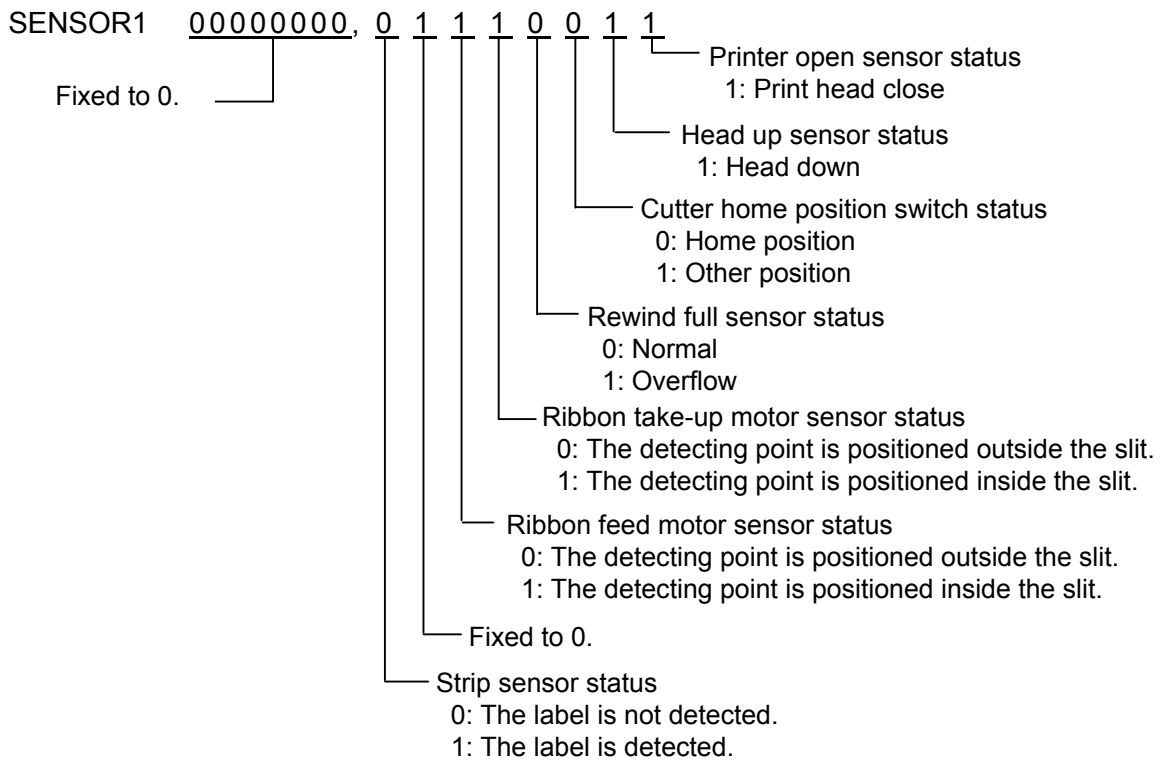 SENSOR1 00000000, 0 1 1 1 0 0 1 1
Printer open sensor status
1: Print head close
Fixed to 0.
Head up sensor status
1: Head down
Cutter home position switch status
0: Home position
1: Other position
Rewind full sensor status
0: Normal
1: Overflow
Ribbon take-up motor sensor status
0: The detecting point is positioned outside the slit.
1: The detecting point is positioned inside the slit.
Ribbon feed motor sensor status
0: The detecting point is positioned outside the slit.
1: The detecting point is positioned inside the slit.
Fixed to 0.
Strip sensor status
0: The label is not detected.
1: The label is detected.